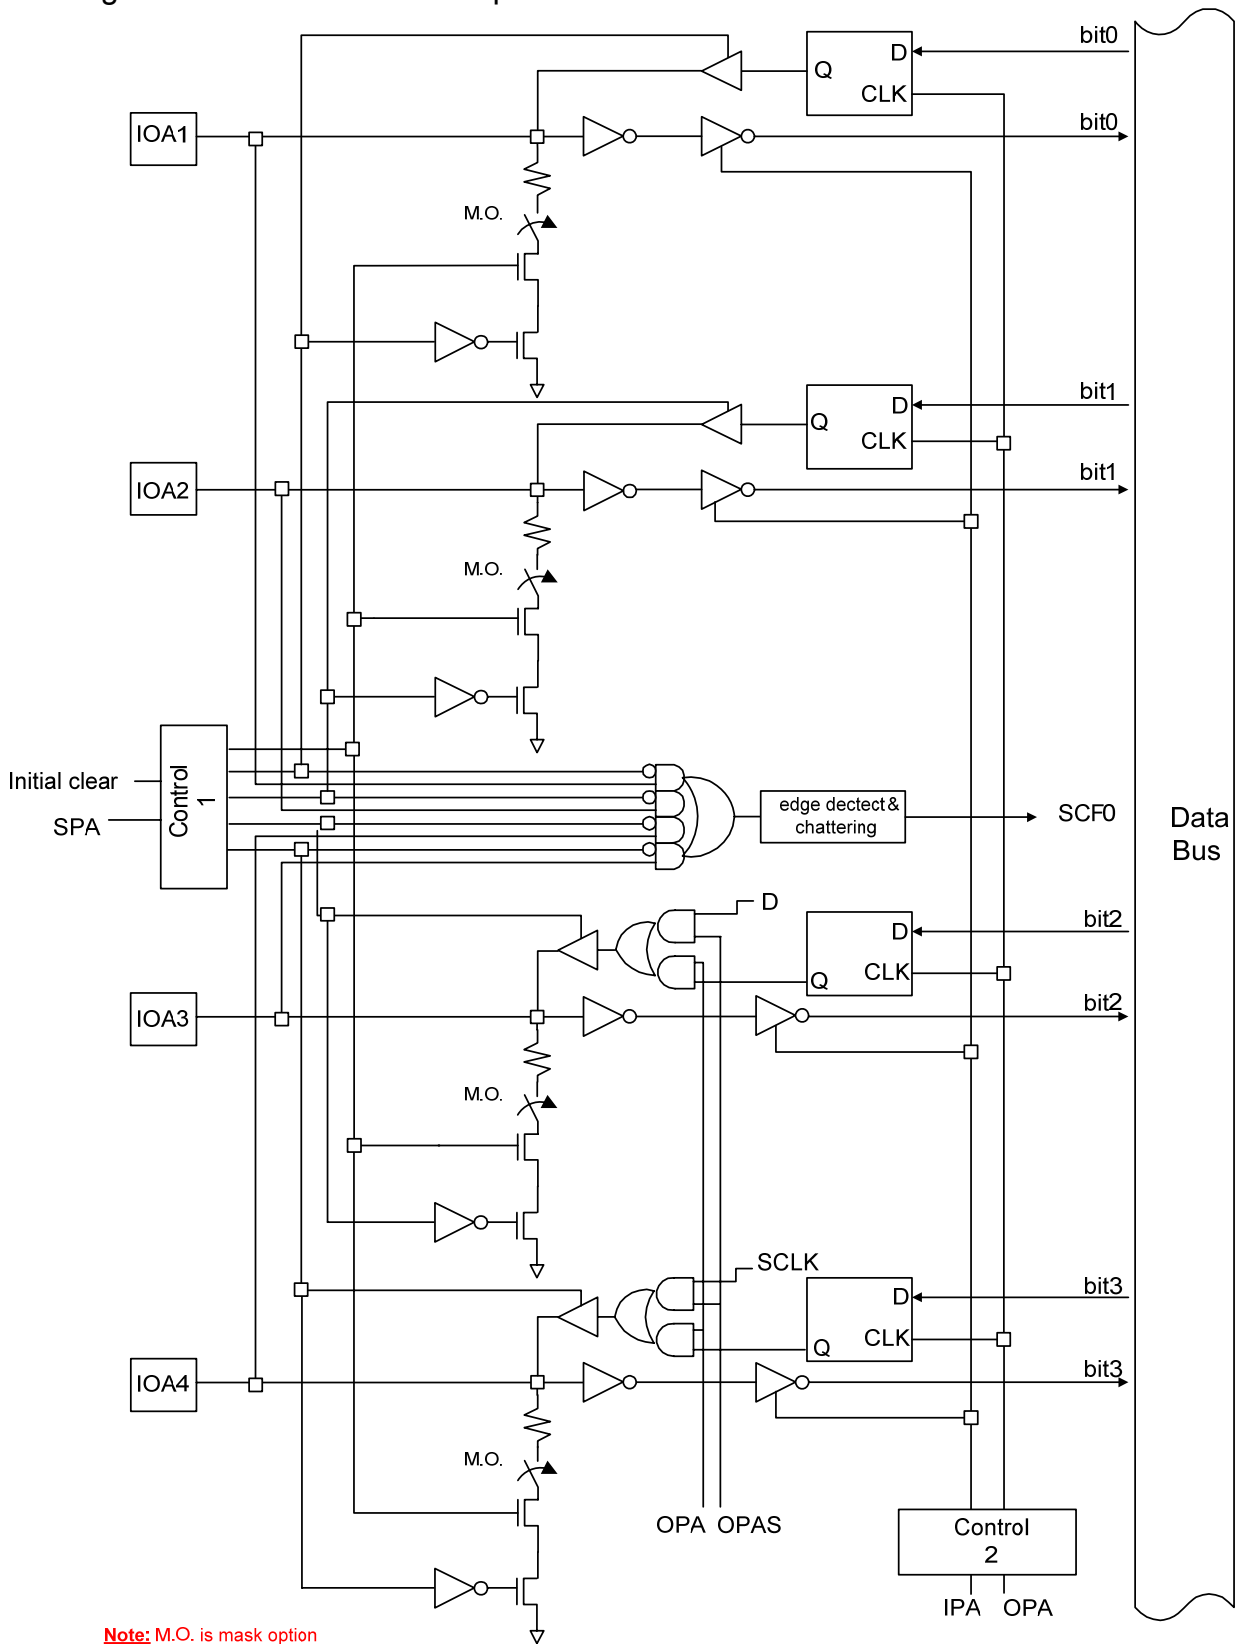 bit0
D
Q
CLK
IOA1
bit0
M.O.
bit1
D
Q
CLK
IOA2
bit1
M.O.
Initial clear
SPA
Control
1
edge dectect &
chattering
SCF0
Data
Bus
D
bit2
D
CLK
Q
IOA3
bit2
M.O.
SCLK
bit3
D
CLK
Q
IOA4
bit3
M.O.
OPA OPAS
Control
2
IPA OPA
Note: M.O. is mask option